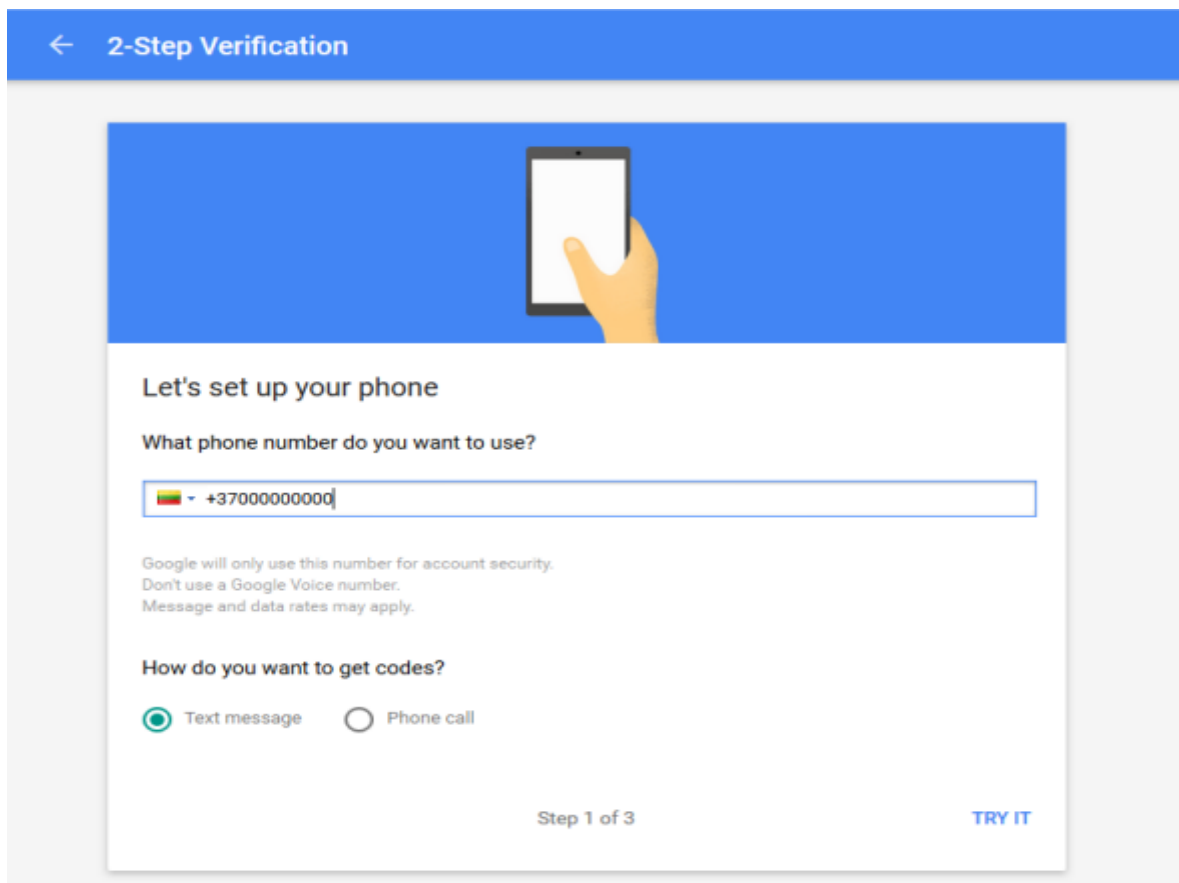 2-Step Verification
Let's set up your phone
What phone number do you want to use?
+37000000000
Google will only use this number for account security.
Don't use a Google Voice number.
Message and data rates may apply.
How do you want to get codes?
Text message Phone call
Step 1 of 3 TRY IT